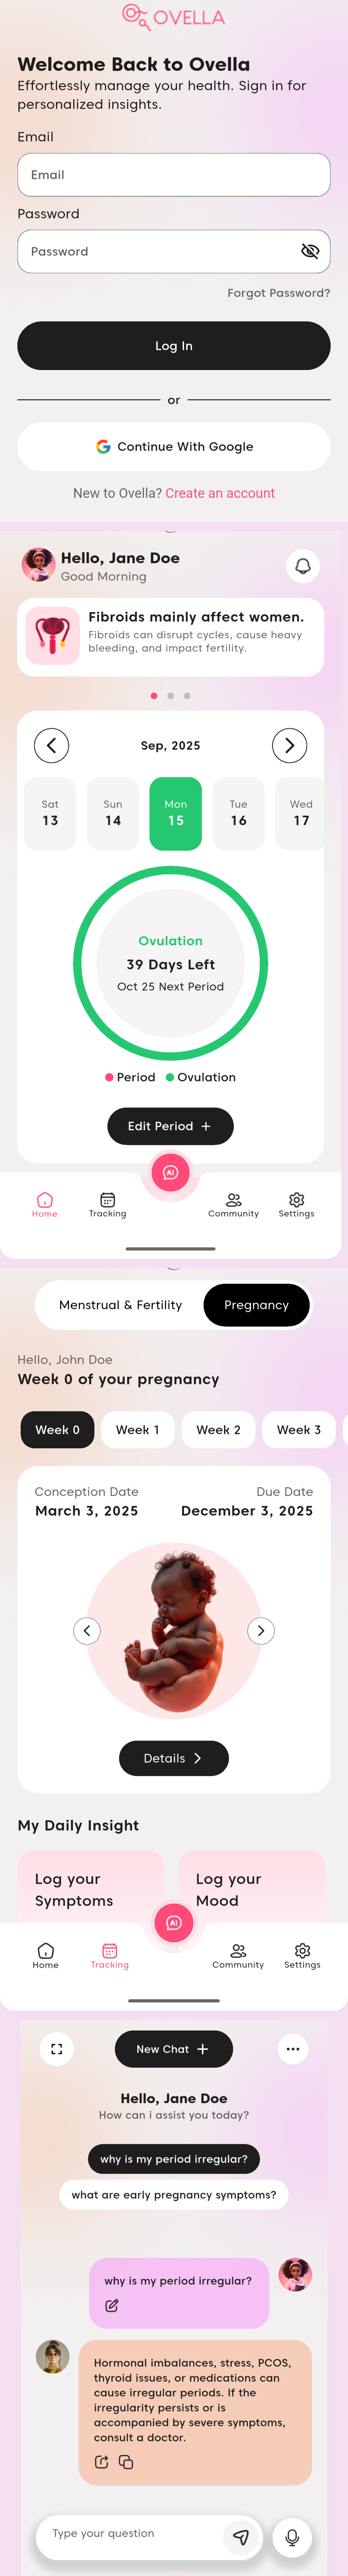 OVELLA
Welcome Back to Ovella
Effortlessly manage your health. Sign in for
personalized insights.
Email
Email
Password
Password
Forgot Password?
Log In
or
Continue With Google
New to Ovella? Create an account
Hello, Jane Doe
Good Morning
Fibroids mainly affect women.
Fibroids can disrupt cycles, cause heavy
bleeding, and impact fertility.
Sep, 2025
Sat Sun Mon Tue Wed
13 14 15 16 17
Ovulation
39 Days Left
Oct 25 Next Period
Period Ovulation
Edit Period +
AI
Home Tracking Community Settings
Menstrual & Fertility Pregnancy
Hello, John Doe
Week 0 of your pregnancy
Week 0 Week 1 Week 2 Week 3
Conception Date Due Date
March 3, 2025 December 3, 2025
Details
My Daily Insight
Log your Log your
Symptoms Mood
AI
Home Tracking Community Settings
New Chat +
Hello, Jane Doe
How can i assist you today?
why is my period irregular?
what are early pregnancy symptoms?
why is my period irregular?
Hormonal imbalances, stress, PCOS,
thyroid issues, or medications can
cause irregular periods. If the
irregularity persists or is
accompanied by severe symptoms,
consult a doctor.
Type your question